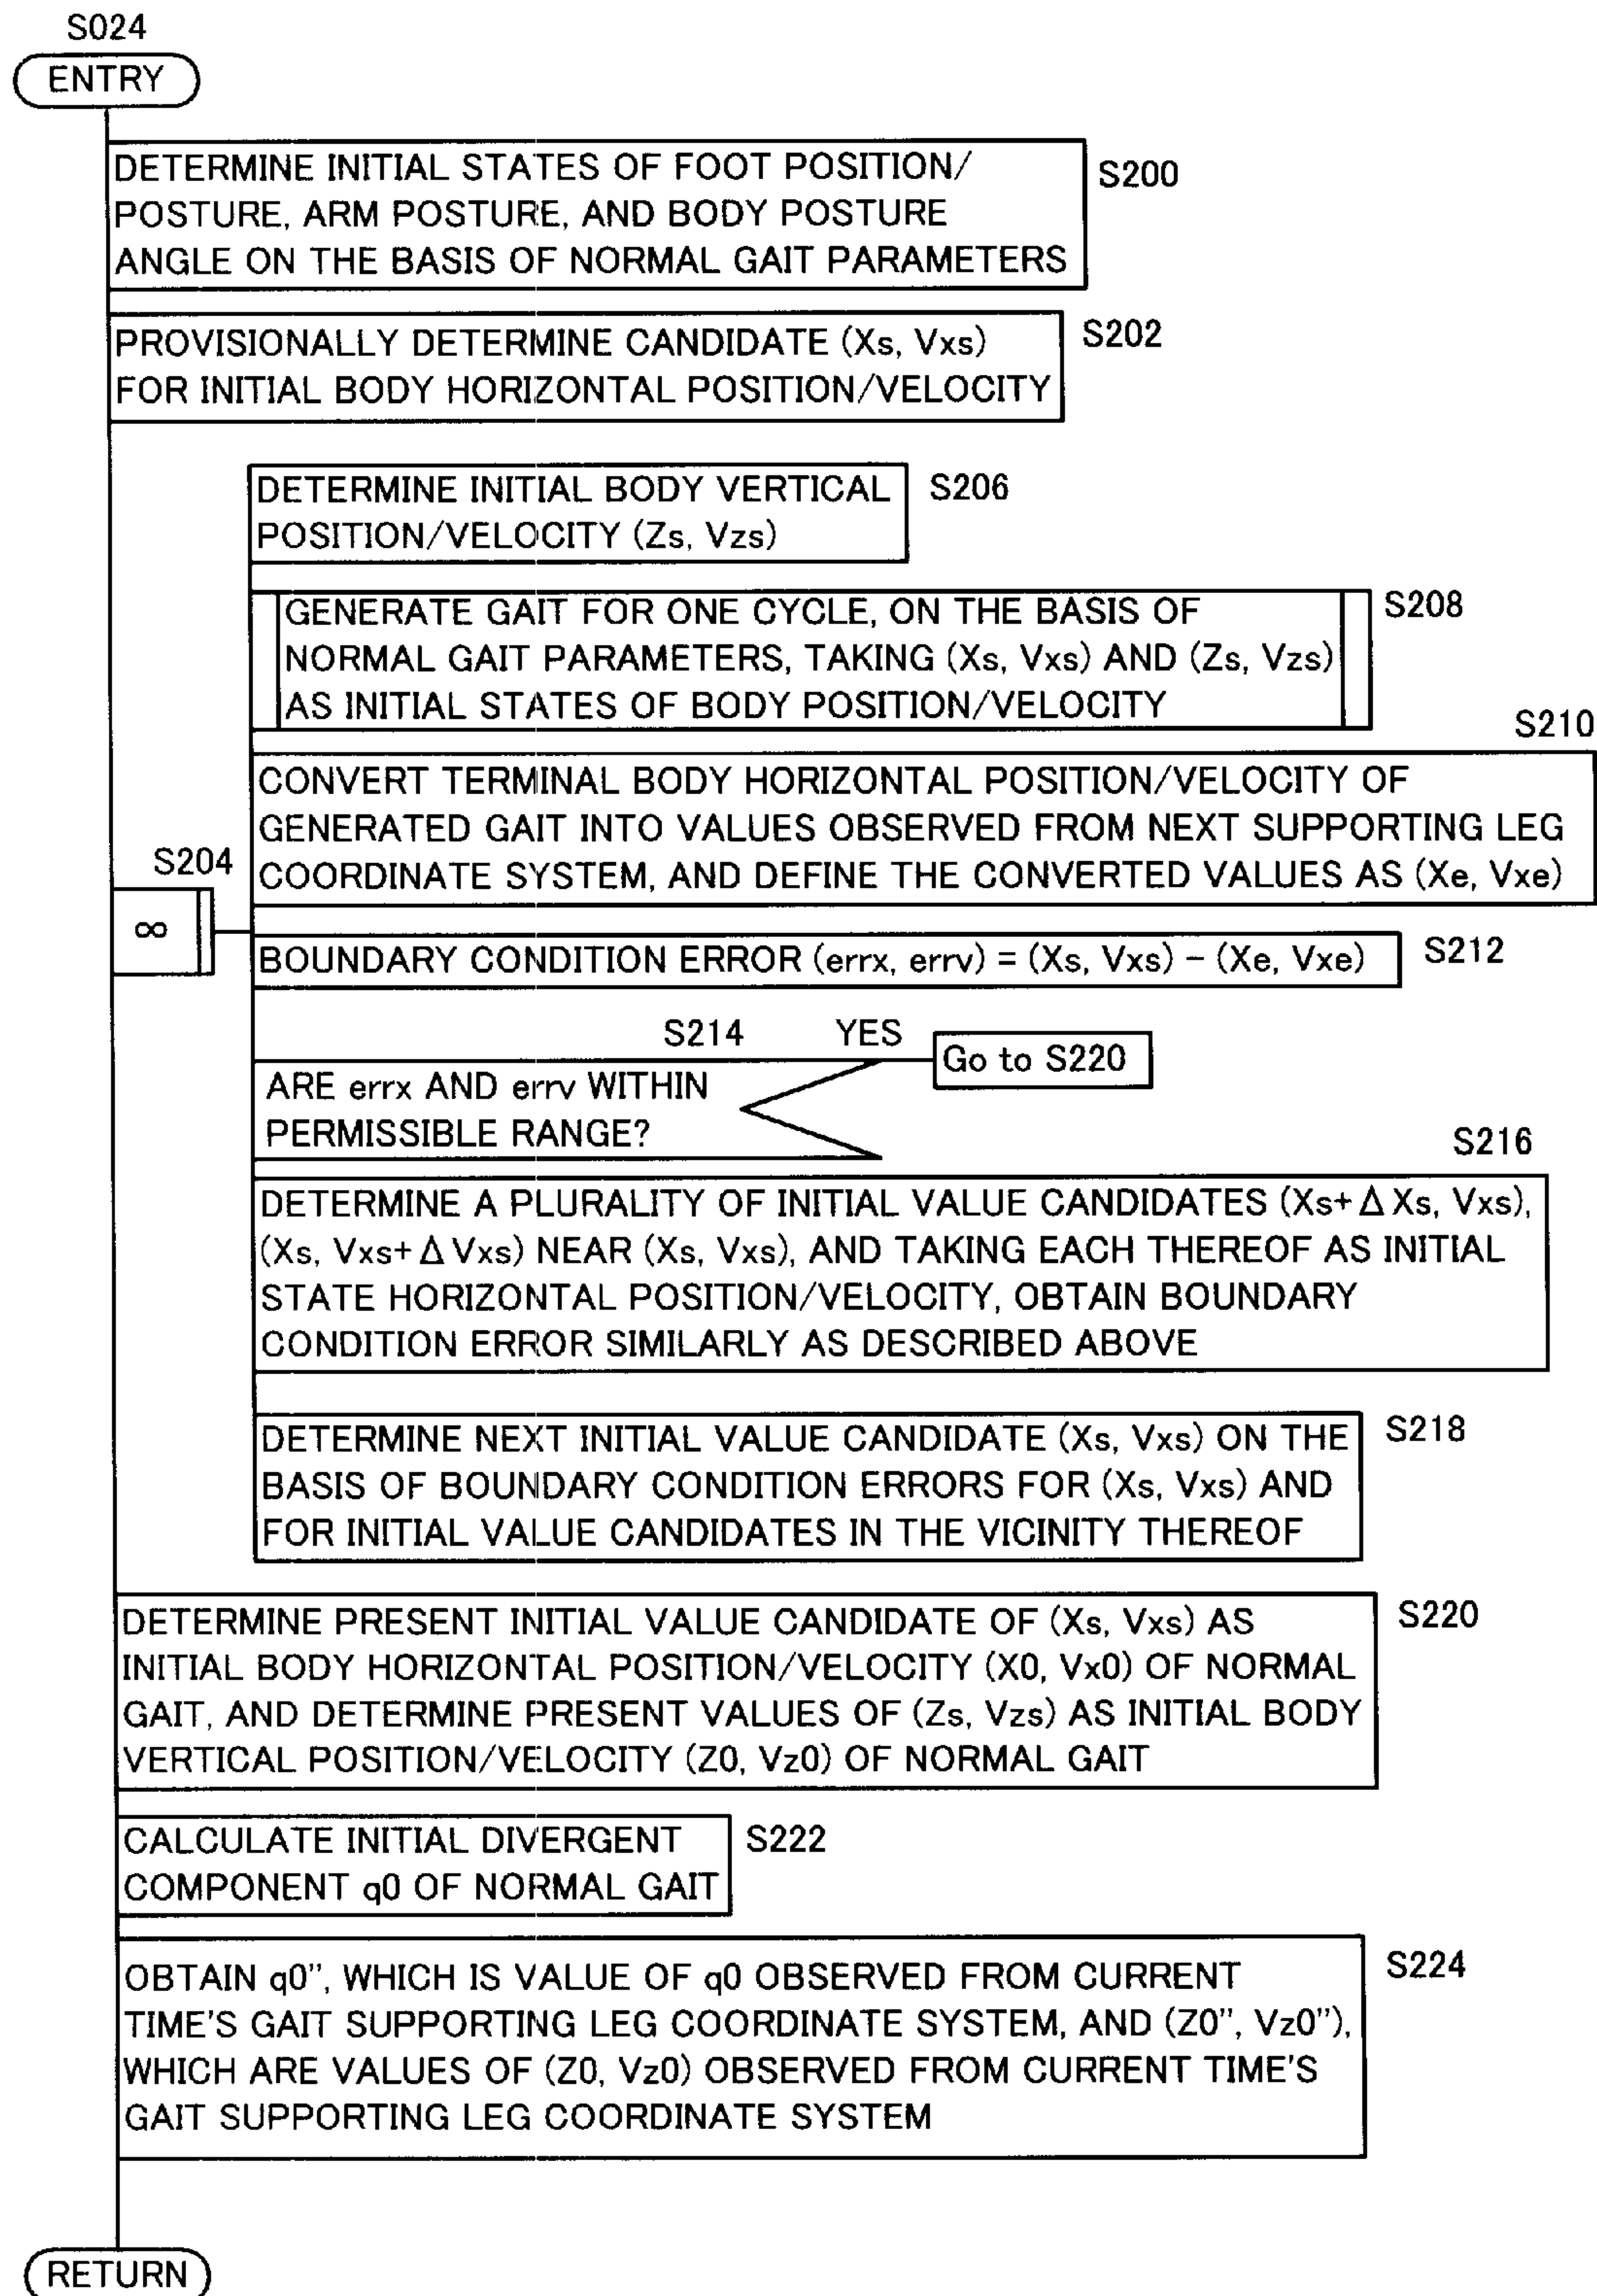 S024
ENTRY
DETERMINE INITIAL STATES OF FOOT POSITION/
POSTURE, ARM POSTURE, AND BODY POSTURE
ANGLE ON THE BASIS OF NORMAL GAIT PARAMETERS
S200
PROVISIONALLY DETERMINE CANDIDATE (Xs, Vxs)
FOR INITIAL BODY HORIZONTAL POSITION/VELOCITY
S202
DETERMINE INITIAL BODY VERTICAL
POSITION/VELOCITY (Zs, Vzs)
S206
GENERATE GAIT FOR ONE CYCLE, ON THE BASIS OF
NORMAL GAIT PARAMETERS, TAKING (Xs, Vxs) AND (Zs, Vzs)
AS INITIAL STATES OF BODY POSITION/VELOCITY
S208
S210
CONVERT TERMINAL BODY HORIZONTAL POSITION/VELOCITY OF
GENERATED GAIT INTO VALUES OBSERVED FROM NEXT SUPPORTING LEG
COORDINATE SYSTEM, AND DEFINE THE CONVERTED VALUES AS (Xe, Vxe)
S204
∞
BOUNDARY CONDITION ERROR (errx, errv) = (Xs, Vxs) − (Xe, Vxe)
S212
S214
YES
Go to S220
ARE errx AND errv WITHIN
PERMISSIBLE RANGE?
S216
DETERMINE A PLURALITY OF INITIAL VALUE CANDIDATES (Xs+Δ Xs, Vxs),
(Xs, Vxs+Δ Vxs) NEAR (Xs, Vxs), AND TAKING EACH THEREOF AS INITIAL
STATE HORIZONTAL POSITION/VELOCITY, OBTAIN BOUNDARY
CONDITION ERROR SIMILARLY AS DESCRIBED ABOVE
DETERMINE NEXT INITIAL VALUE CANDIDATE (Xs, Vxs) ON THE
BASIS OF BOUNDARY CONDITION ERRORS FOR (Xs, Vxs) AND
FOR INITIAL VALUE CANDIDATES IN THE VICINITY THEREOF
S218
DETERMINE PRESENT INITIAL VALUE CANDIDATE OF (Xs, Vxs) AS
INITIAL BODY HORIZONTAL POSITION/VELOCITY (X0, Vx0) OF NORMAL
GAIT, AND DETERMINE PRESENT VALUES OF (Zs, Vzs) AS INITIAL BODY
VERTICAL POSITION/VELOCITY (Z0, Vz0) OF NORMAL GAIT
S220
CALCULATE INITIAL DIVERGENT
COMPONENT q0 OF NORMAL GAIT
S222
OBTAIN q0”, WHICH IS VALUE OF q0 OBSERVED FROM CURRENT
TIME'S GAIT SUPPORTING LEG COORDINATE SYSTEM, AND (Z0”, Vz0”),
WHICH ARE VALUES OF (Z0, Vz0) OBSERVED FROM CURRENT TIME'S
GAIT SUPPORTING LEG COORDINATE SYSTEM
S224
RETURN